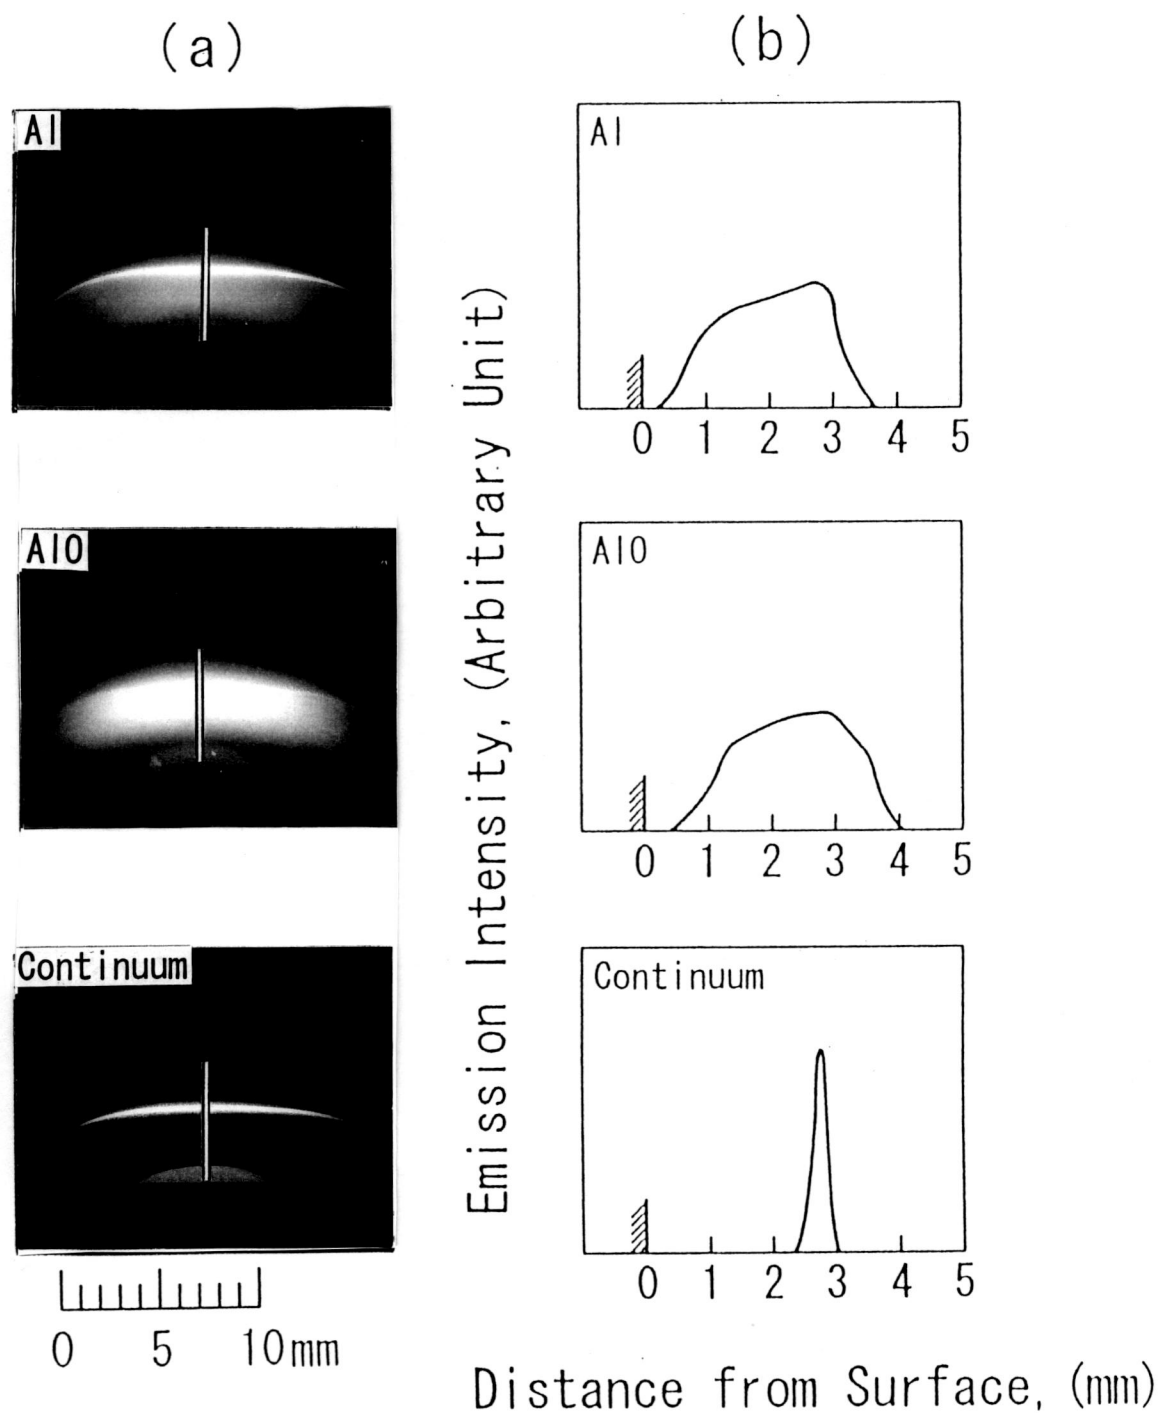 (a)
(b)
Al
Al
0 1 2 3 4 5
AlO
AlO
0 1 2 3 4 5
Continuum
Continuum
0 1 2 3 4 5
0 5 10mm
Emission Intensity, (Arbitrary Unit)
Distance from Surface, (mm)